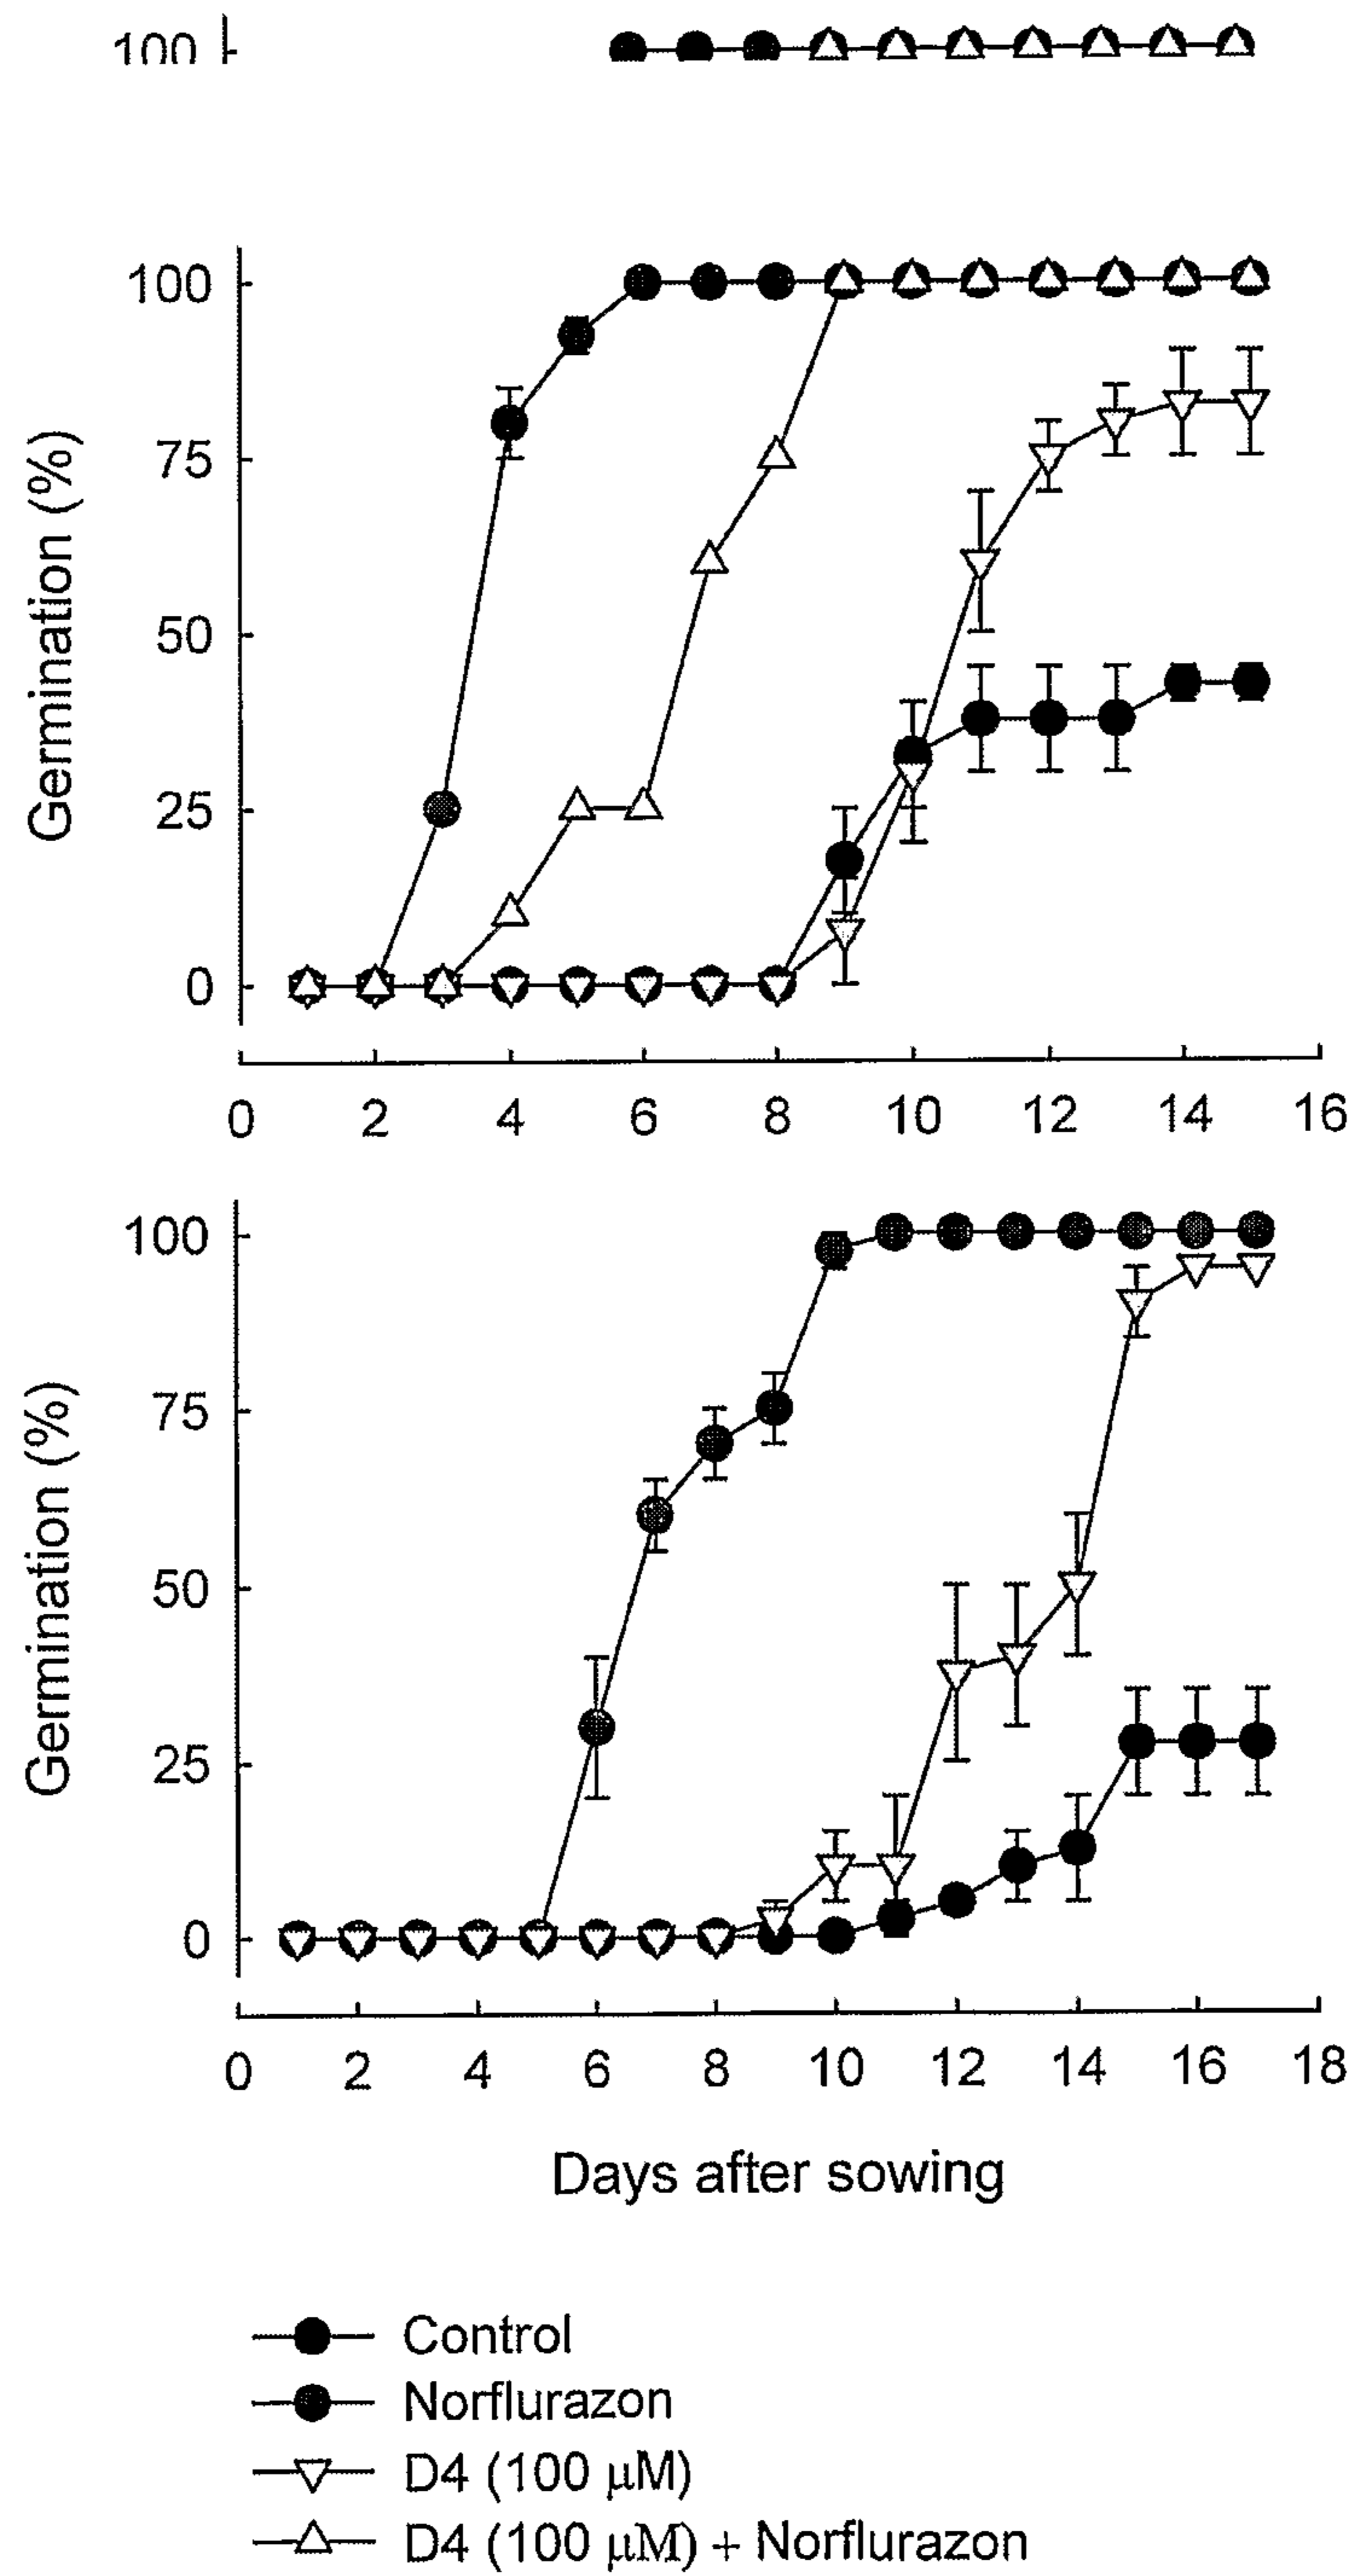 100
100
75
50
25
0
Germination (%)
0 2 4 6 8 10 12 14 16
100
75
50
25
0
Germination (%)
0 2 4 6 8 10 12 14 16 18
Days after sowing
Control
Norflurazon
D4 (100 μM)
D4 (100 μM) + Norflurazon